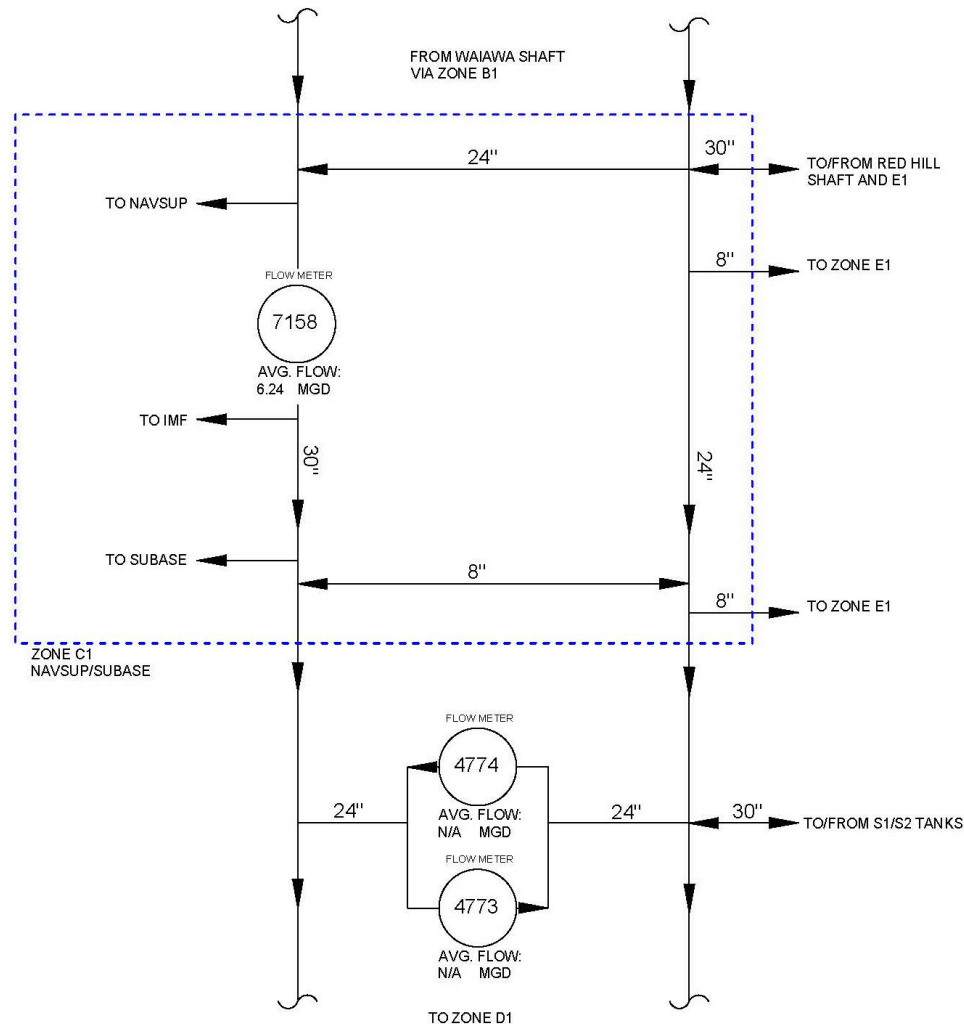 FROM WAIAWA SHAFT
VIA ZONE B1
24"
30"
TO/FROM RED HILL
SHAFT AND E1
TO NAVSUP
8"
TO ZONE E1
FLOW METER
7158
AVG. FLOW:
6.24 MGD
TO IMF
30"
24"
TO SUBASE
8"
8"
TO ZONE E1
ZONE C1
NAVSUP/SUBASE
FLOW METER
4774
AVG. FLOW:
N/A MGD
24"
24"
30"
TO/FROM S1/S2 TANKS
FLOW METER
4773
AVG. FLOW:
N/A MGD
TO ZONE D1